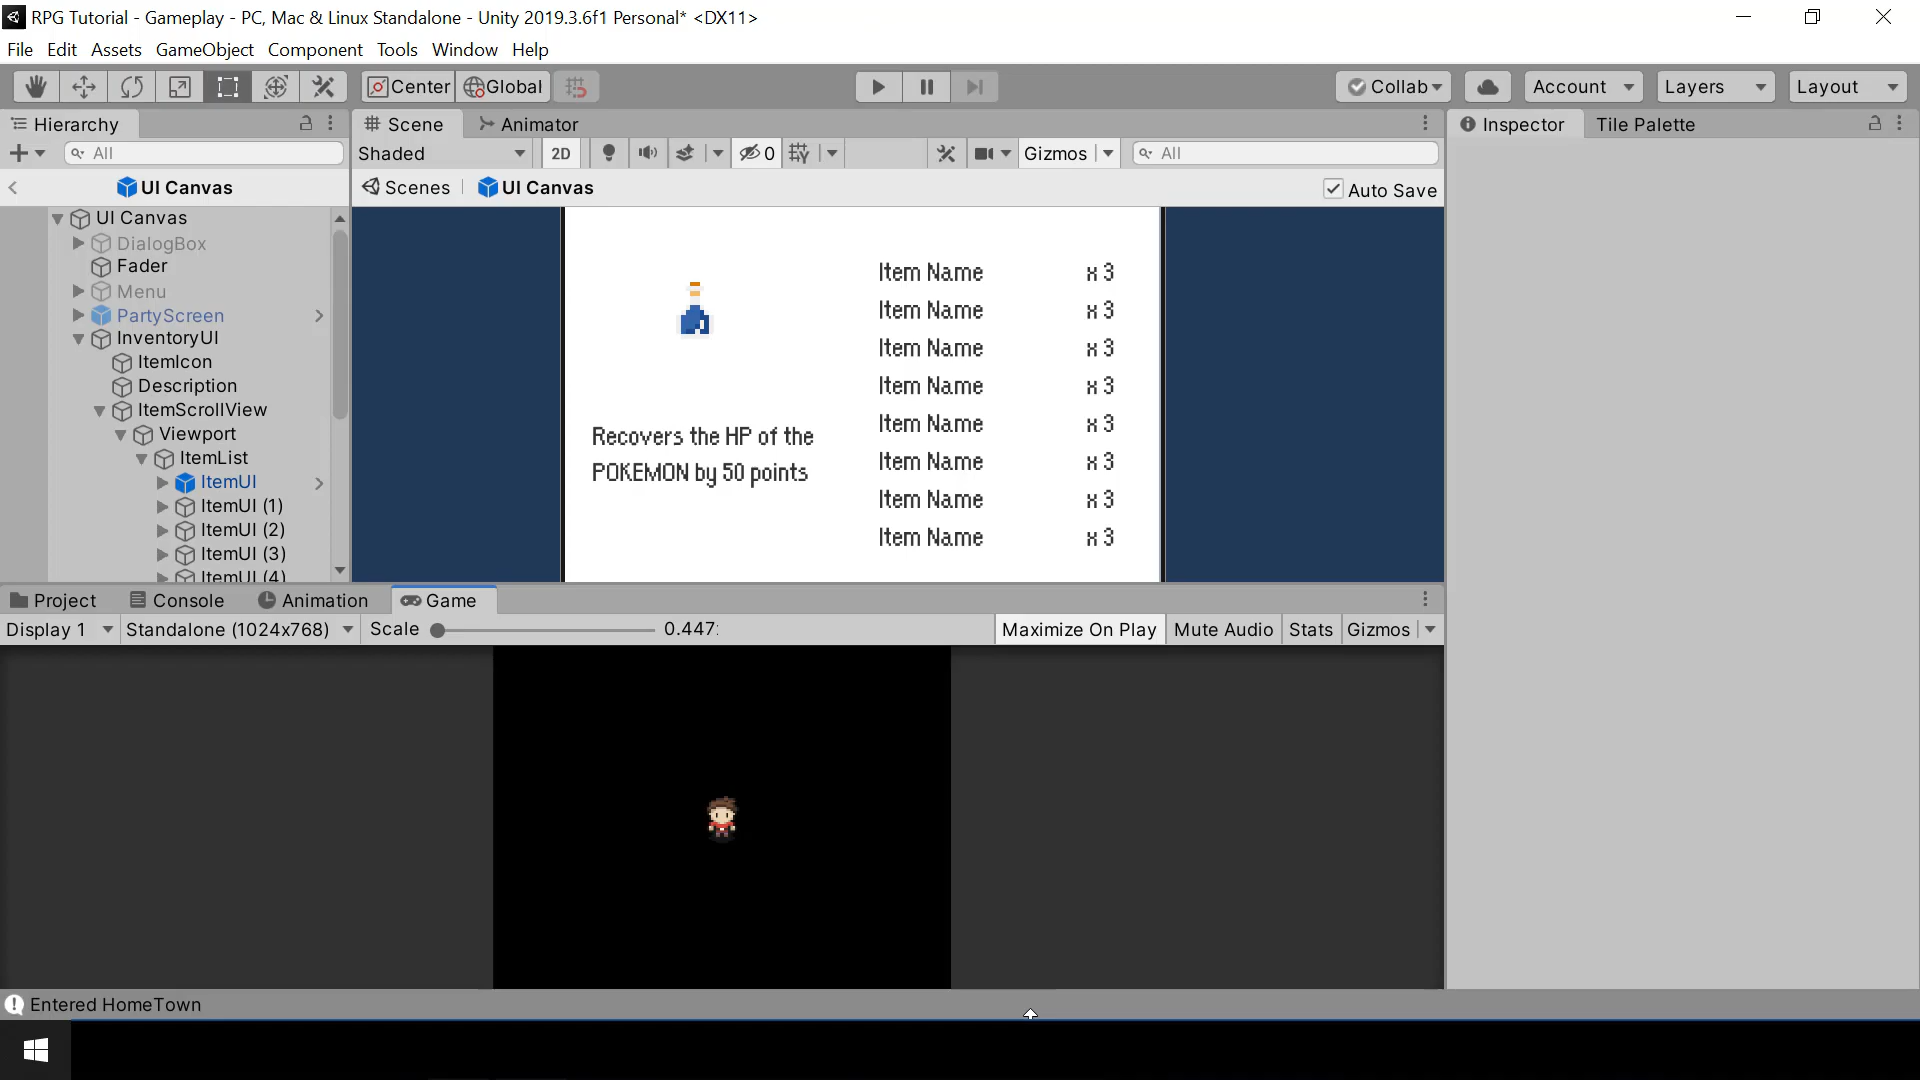 RPG Tutorial - Gameplay - PC, Mac & Linux Standalone - Unity 2019.3.6f1 Personal* <DX11>
File Edit Assets GameObject Component Tools Window Help
Center Global Collab Account Layers Layout
Hierarchy
All
UI Canvas
UI Canvas
DialogBox
Fader
Menu
PartyScreen
InventoryUI
ItemIcon
Description
ItemScrollView
Viewport
ItemList
ItemUI
ItemUI (1)
ItemUI (2)
ItemUI (3)
ItemUI (4)
Scene Animator
Shaded 2D 0 Gizmos All
Scenes UI Canvas Auto Save
Recovers the HP of the
POKEMON by 50 points
Item Name x 3
Item Name x 3
Item Name x 3
Item Name x 3
Item Name x 3
Item Name x 3
Item Name x 3
Item Name x 3
Inspector Tile Palette
Project Console Animation Game
Display 1 Standalone (1024x768) Scale 0.447 Maximize On Play Mute Audio Stats Gizmos
Entered HomeTown